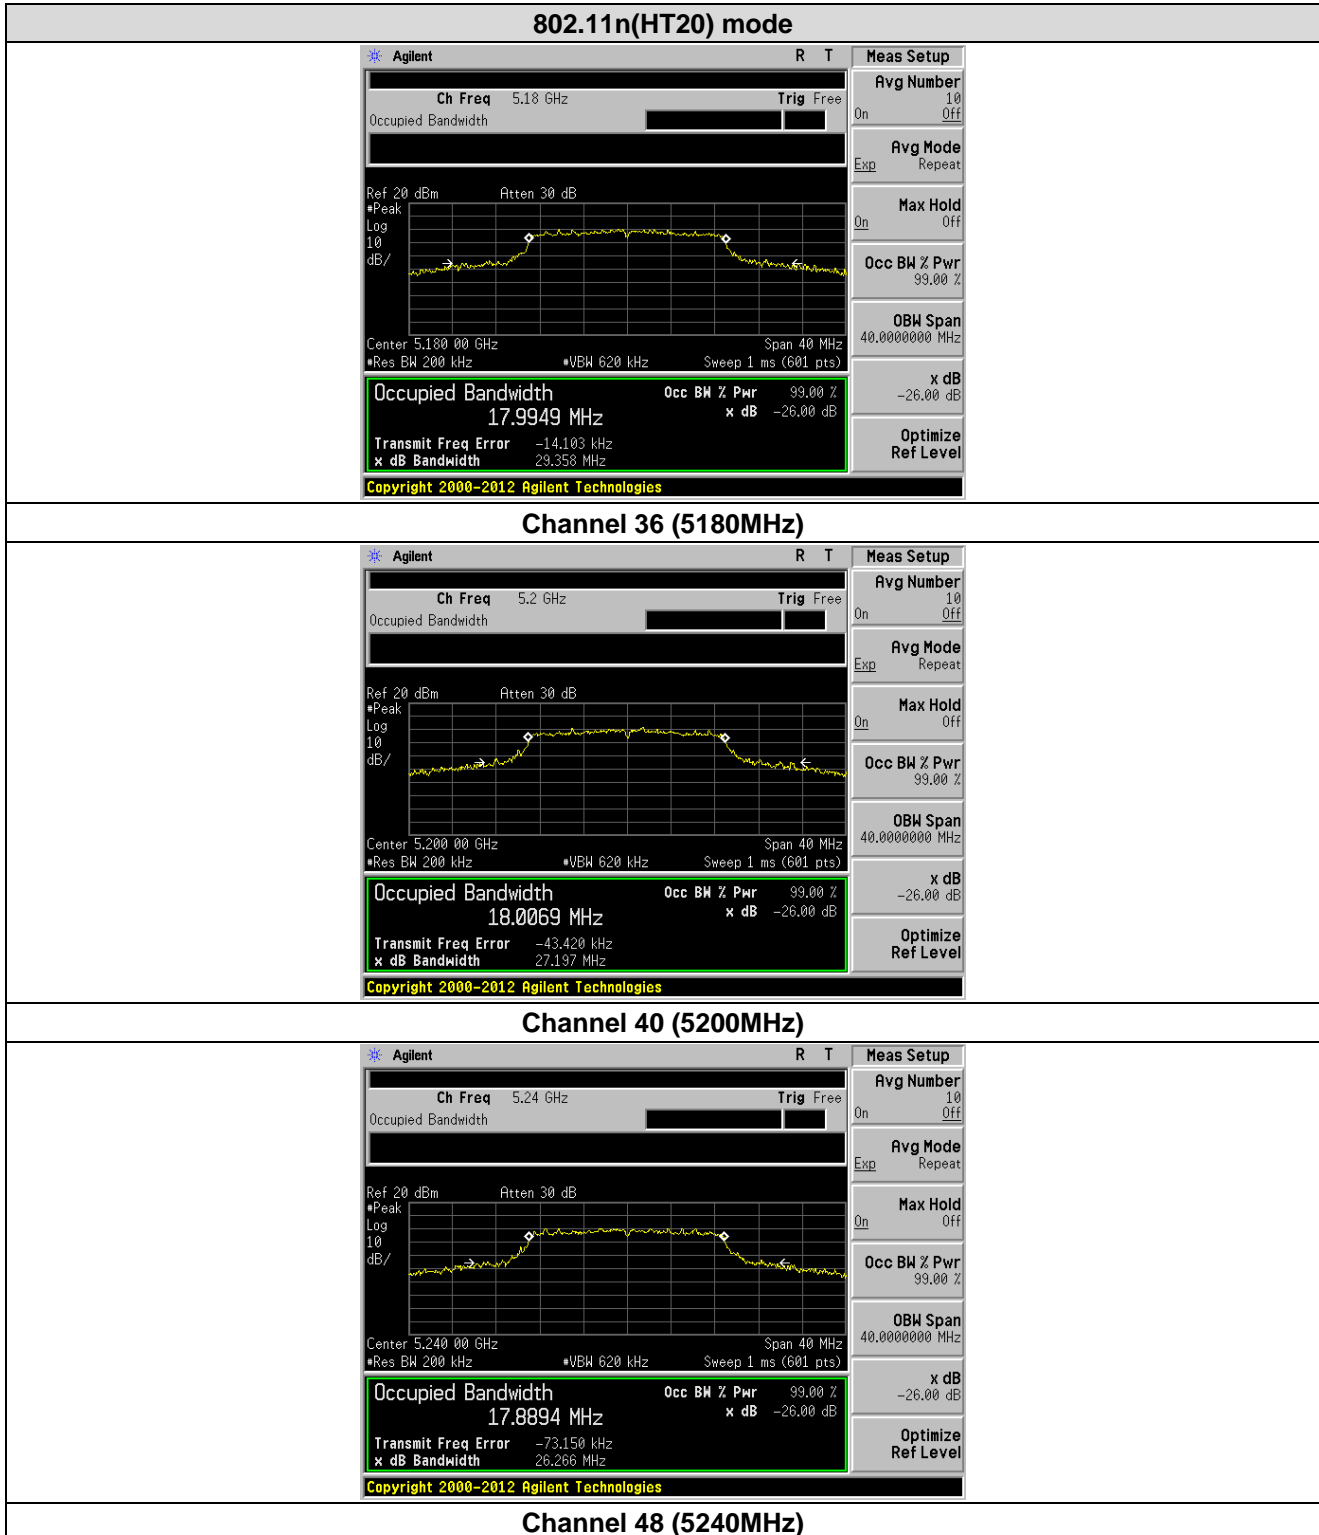 802.11n(HT20) mode
Agilent R T Meas Setup
Avg Number
10
On Off
Ch Freq 5.18 GHz Trig Free
Occupied Bandwidth
Avg Mode
Exp Repeat
Ref 20 dBm Atten 30 dB
#Peak
Log
10
dB/
Max Hold
On Off
Occ BW % Pwr
99.00 %
OBW Span
40.0000000 MHz
Center 5.180 00 GHz Span 40 MHz
#Res BW 200 kHz #VBW 620 kHz Sweep 1 ms (601 pts)
x dB
-26.00 dB
Occupied Bandwidth Occ BW % Pwr 99.00 %
17.9949 MHz x dB -26.00 dB
Transmit Freq Error -14.103 kHz
x dB Bandwidth 29.358 MHz
Optimize
Ref Level
Copyright 2000-2012 Agilent Technologies
Channel 36 (5180MHz)
Agilent R T Meas Setup
Avg Number
10
On Off
Ch Freq 5.2 GHz Trig Free
Occupied Bandwidth
Avg Mode
Exp Repeat
Ref 20 dBm Atten 30 dB
#Peak
Log
10
dB/
Max Hold
On Off
Occ BW % Pwr
99.00 %
OBW Span
40.0000000 MHz
Center 5.200 00 GHz Span 40 MHz
#Res BW 200 kHz #VBW 620 kHz Sweep 1 ms (601 pts)
x dB
-26.00 dB
Occupied Bandwidth Occ BW % Pwr 99.00 %
18.0069 MHz x dB -26.00 dB
Transmit Freq Error -43.420 kHz
x dB Bandwidth 27.197 MHz
Optimize
Ref Level
Copyright 2000-2012 Agilent Technologies
Channel 40 (5200MHz)
Agilent R T Meas Setup
Avg Number
10
On Off
Ch Freq 5.24 GHz Trig Free
Occupied Bandwidth
Avg Mode
Exp Repeat
Ref 20 dBm Atten 30 dB
#Peak
Log
10
dB/
Max Hold
On Off
Occ BW % Pwr
99.00 %
OBW Span
40.0000000 MHz
Center 5.240 00 GHz Span 40 MHz
#Res BW 200 kHz #VBW 620 kHz Sweep 1 ms (601 pts)
x dB
-26.00 dB
Occupied Bandwidth Occ BW % Pwr 99.00 %
17.8894 MHz x dB -26.00 dB
Transmit Freq Error -73.150 kHz
x dB Bandwidth 26.266 MHz
Optimize
Ref Level
Copyright 2000-2012 Agilent Technologies
Channel 48 (5240MHz)